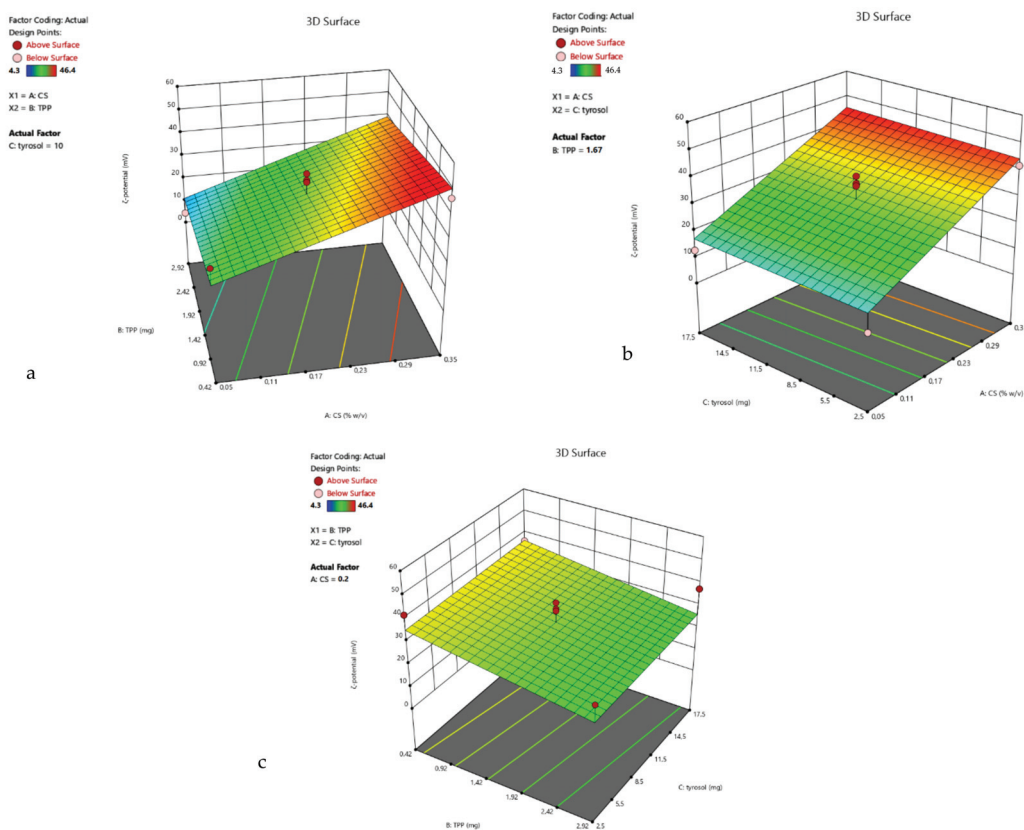 3D Surface
Factor Coding: Actual
Design Points:
Above Surface
Below Surface
4.3 46.4
X1 = A: CS
X2 = B: TPP
Actual Factor
C: tyrosol = 10
60
50
40
30
20
10
0
ζ-potential (mV)
2.92
2.42
1.92
1.42
0.92
0.42
B: TPP (mg)
0.05
0.11
0.17
0.23
0.29
0.35
A: CS (% w/v)
a
3D Surface
Factor Coding: Actual
Design Points:
Above Surface
Below Surface
4.3 46.4
X1 = A: CS
X2 = C: tyrosol
Actual Factor
B: TPP = 1.67
60
50
40
30
20
10
0
ζ-potential (mV)
17.5
14.5
11.5
8.5
5.5
2.5
C: tyrosol (mg)
0.05
0.11
0.17
0.23
0.29
0.3
A: CS (% w/v)
b
3D Surface
Factor Coding: Actual
Design Points:
Above Surface
Below Surface
4.3 46.4
X1 = B: TPP
X2 = C: tyrosol
Actual Factor
A: CS = 0.2
60
50
40
30
20
10
0
ζ-potential (mV)
0.42
0.92
1.42
1.92
2.42
2.92
B: TPP (mg)
2.5
5.5
8.5
11.5
14.5
17.5
C: tyrosol (mg)
c